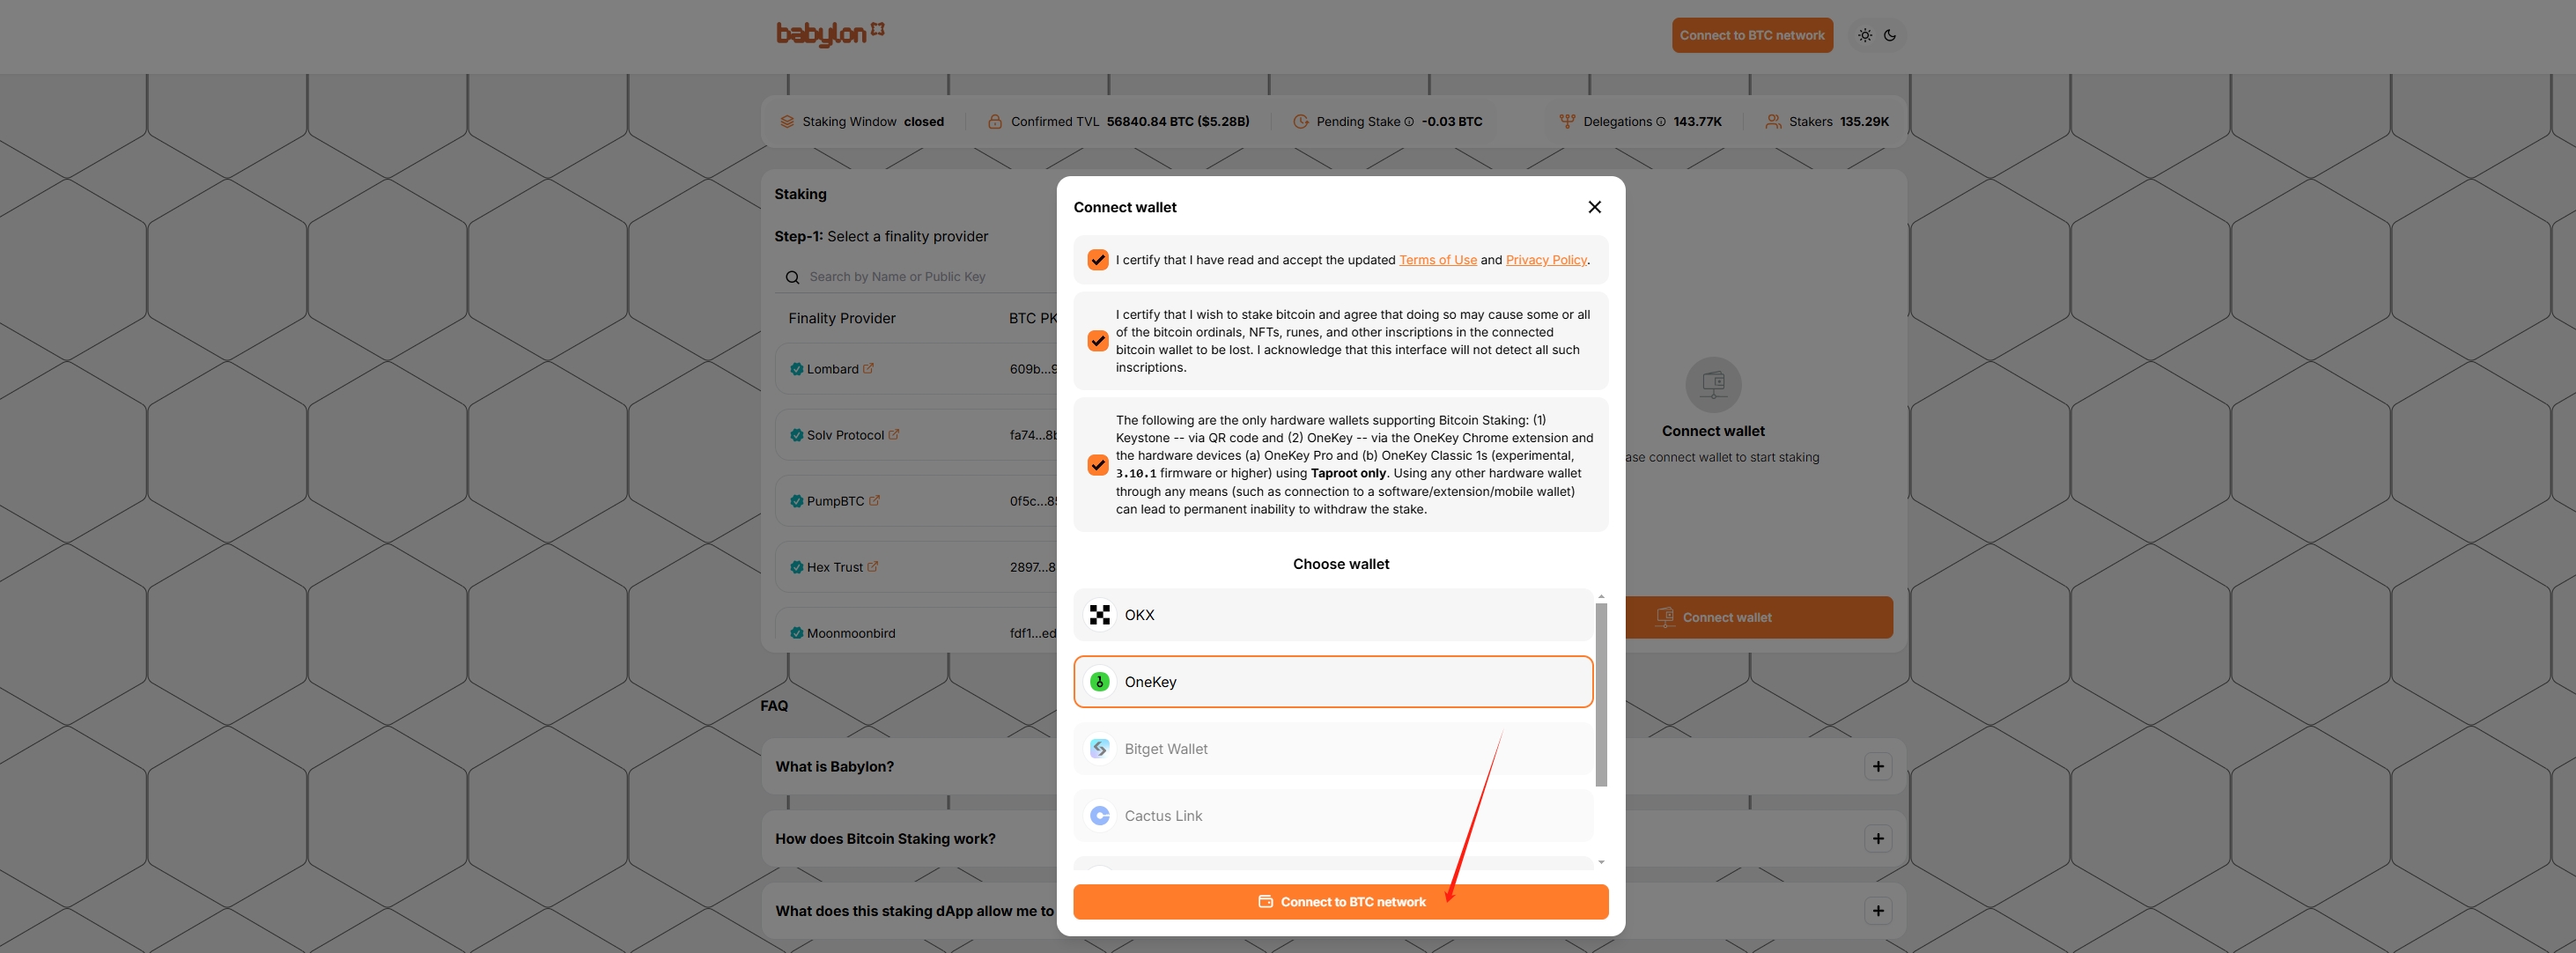 babylon
Connect to BTC network
Staking Window closed
Confirmed TVL 56840.84 BTC ($5.28B)
Pending Stake -0.03 BTC
Delegations 143.77K
Stakers 135.29K
Staking
Step-1: Select a finality provider
Search by Name or Public Key
Finality Provider
BTC PK
Lombard
609b...9
Solv Protocol
fa74...8b
PumpBTC
0f5c...85
Hex Trust
2897...8
Moonmoonbird
fdf1...ed
Connect wallet
I certify that I have read and accept the updated Terms of Use and Privacy Policy.
I certify that I wish to stake bitcoin and agree that doing so may cause some or all
of the bitcoin ordinals, NFTs, runes, and other inscriptions in the connected
bitcoin wallet to be lost. I acknowledge that this interface will not detect all such
inscriptions.
The following are the only hardware wallets supporting Bitcoin Staking: (1)
Keystone -- via QR code and (2) OneKey -- via the OneKey Chrome extension and
the hardware devices (a) OneKey Pro and (b) OneKey Classic 1s (experimental,
3.10.1 firmware or higher) using Taproot only. Using any other hardware wallet
through any means (such as connection to a software/extension/mobile wallet)
can lead to permanent inability to withdraw the stake.
Choose wallet
OKX
OneKey
Bitget Wallet
Cactus Link
Connect to BTC network
Connect wallet
ase connect wallet to start staking
Connect wallet
FAQ
What is Babylon?
How does Bitcoin Staking work?
What does this staking dApp allow me to